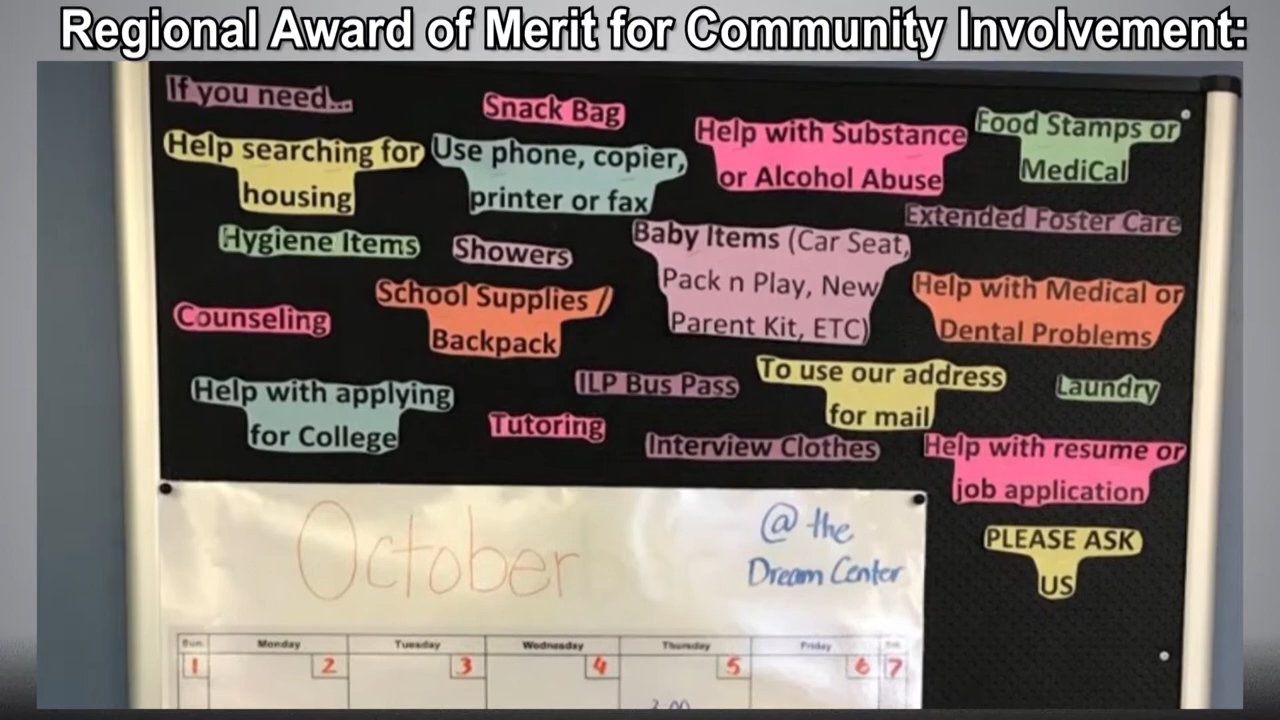 Regional Award of Merit for Community Involvement:
If you need...
Snack Bag
Help with Substance
or Alcohol Abuse
Food Stamps or
MediCal
Help searching for
housing
Use phone, copier,
printer or fax
Extended Foster Care
Hygiene Items
Showers
Baby Items (Car Seat,
Pack n Play, New
Parent Kit, ETC)
Help with Medical or
Dental Problems
Counseling
School Supplies /
Backpack
ILP Bus Pass
To use our address
for mail
Laundry
Help with applying
for College
Tutoring
Interview Clothes
Help with resume or
job application
PLEASE ASK
US
October
@ the
Dream Center
Sun Monday Tuesday Wednesday Thursday Friday
1 2 3 4 5 6 7